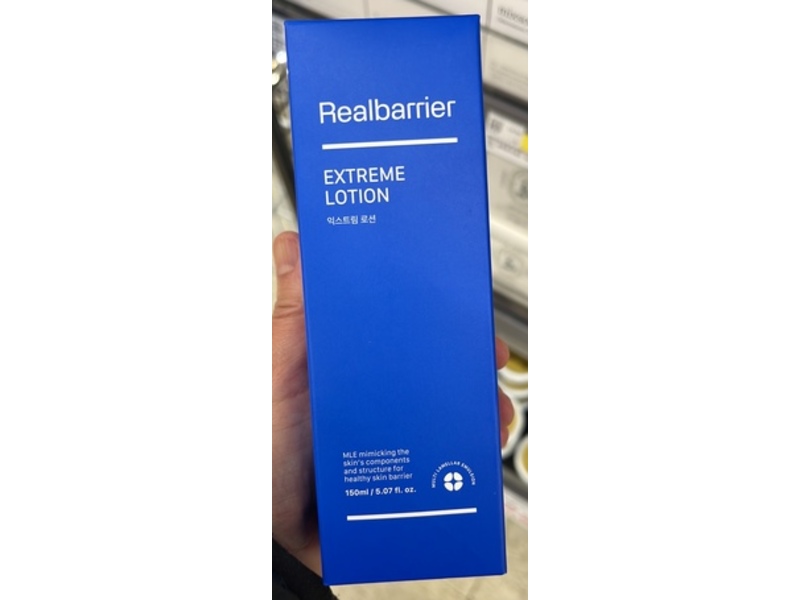 Realbarrier
EXTREME
LOTION
익스트림 로션
MLE mimicking the
skin's components
and structure for
healthy skin barrier
150ml / 5.07 fl. oz.
MULTI LAMELLAR EMULSION